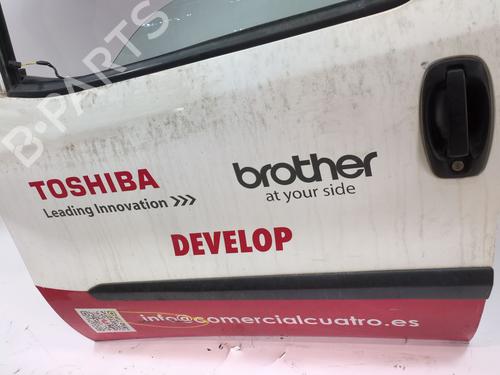 B-PARTS
TOSHIBA
Leading Innovation >>>
brother
at your side
DEVELOP
info@comercialcuatro.es